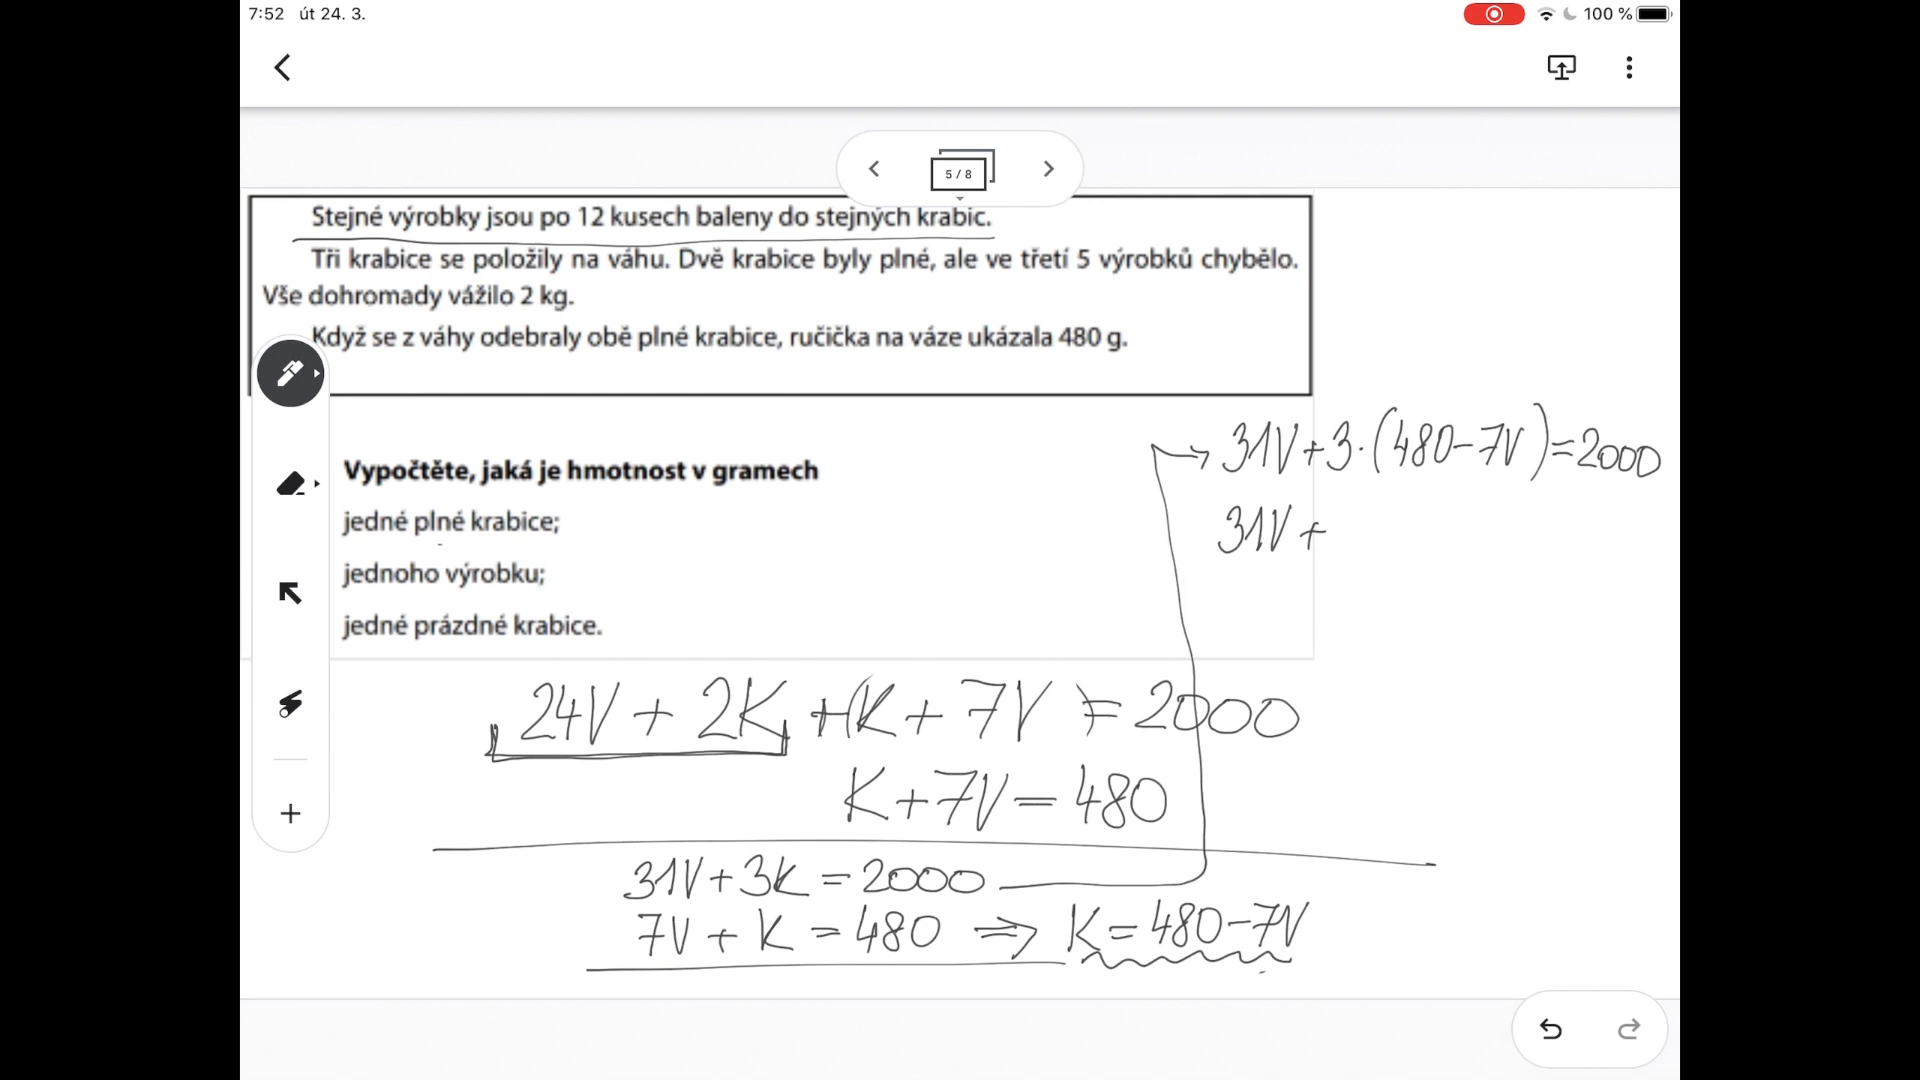 7:52 út 24. 3.
100 %
5 / 8
Stejné výrobky jsou po 12 kusech baleny do stejných krabic.
Tři krabice se položily na váhu. Dvě krabice byly plné, ale ve třetí 5 výrobků chybělo.
Vše dohromady vážilo 2 kg.
Když se z váhy odebraly obě plné krabice, ručička na váze ukázala 480 g.
31V+3·(480-7V)=2000
31V+
Vypočtěte, jaká je hmotnost v gramech
jedné plné krabice;
jednoho výrobku;
jedné prázdné krabice.
24V + 2K +(K + 7V ) = 2000
K+7V = 480
31V+3K = 2000
7V + K = 480 ⇒ K = 480-7V